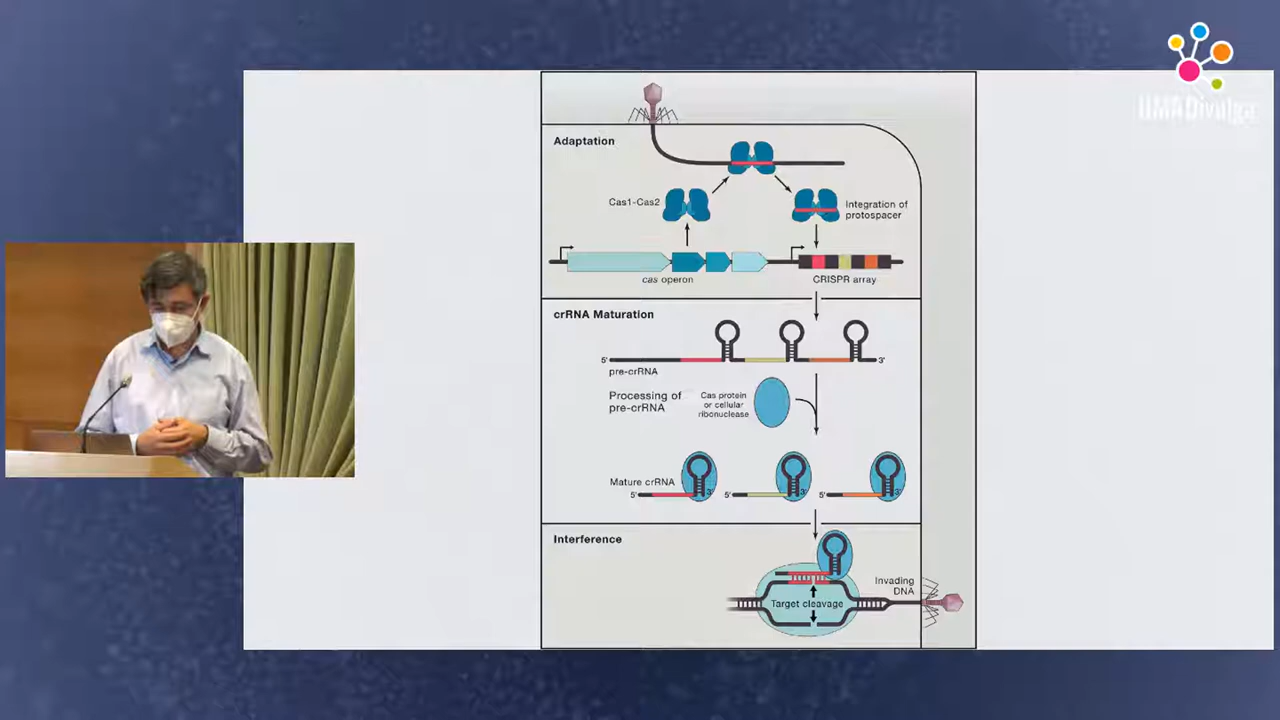 UMADivulga
Adaptation
Cas1-Cas2
Integration of
protospacer
cas operon
CRISPR array
crRNA Maturation
5'
3'
pre-crRNA
Processing of
pre-crRNA
Cas protein
or cellular
ribonuclease
Mature crRNA
5'
3'
5'
3'
5'
3'
Interference
Invading
DNA
Target cleavage